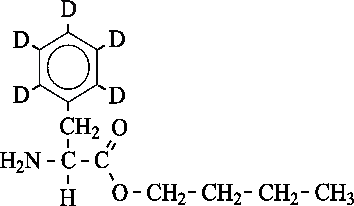 D
D D
D D
CH₂ O
H₂N C C
H O CH₂ CH₂ CH₂ CH₃